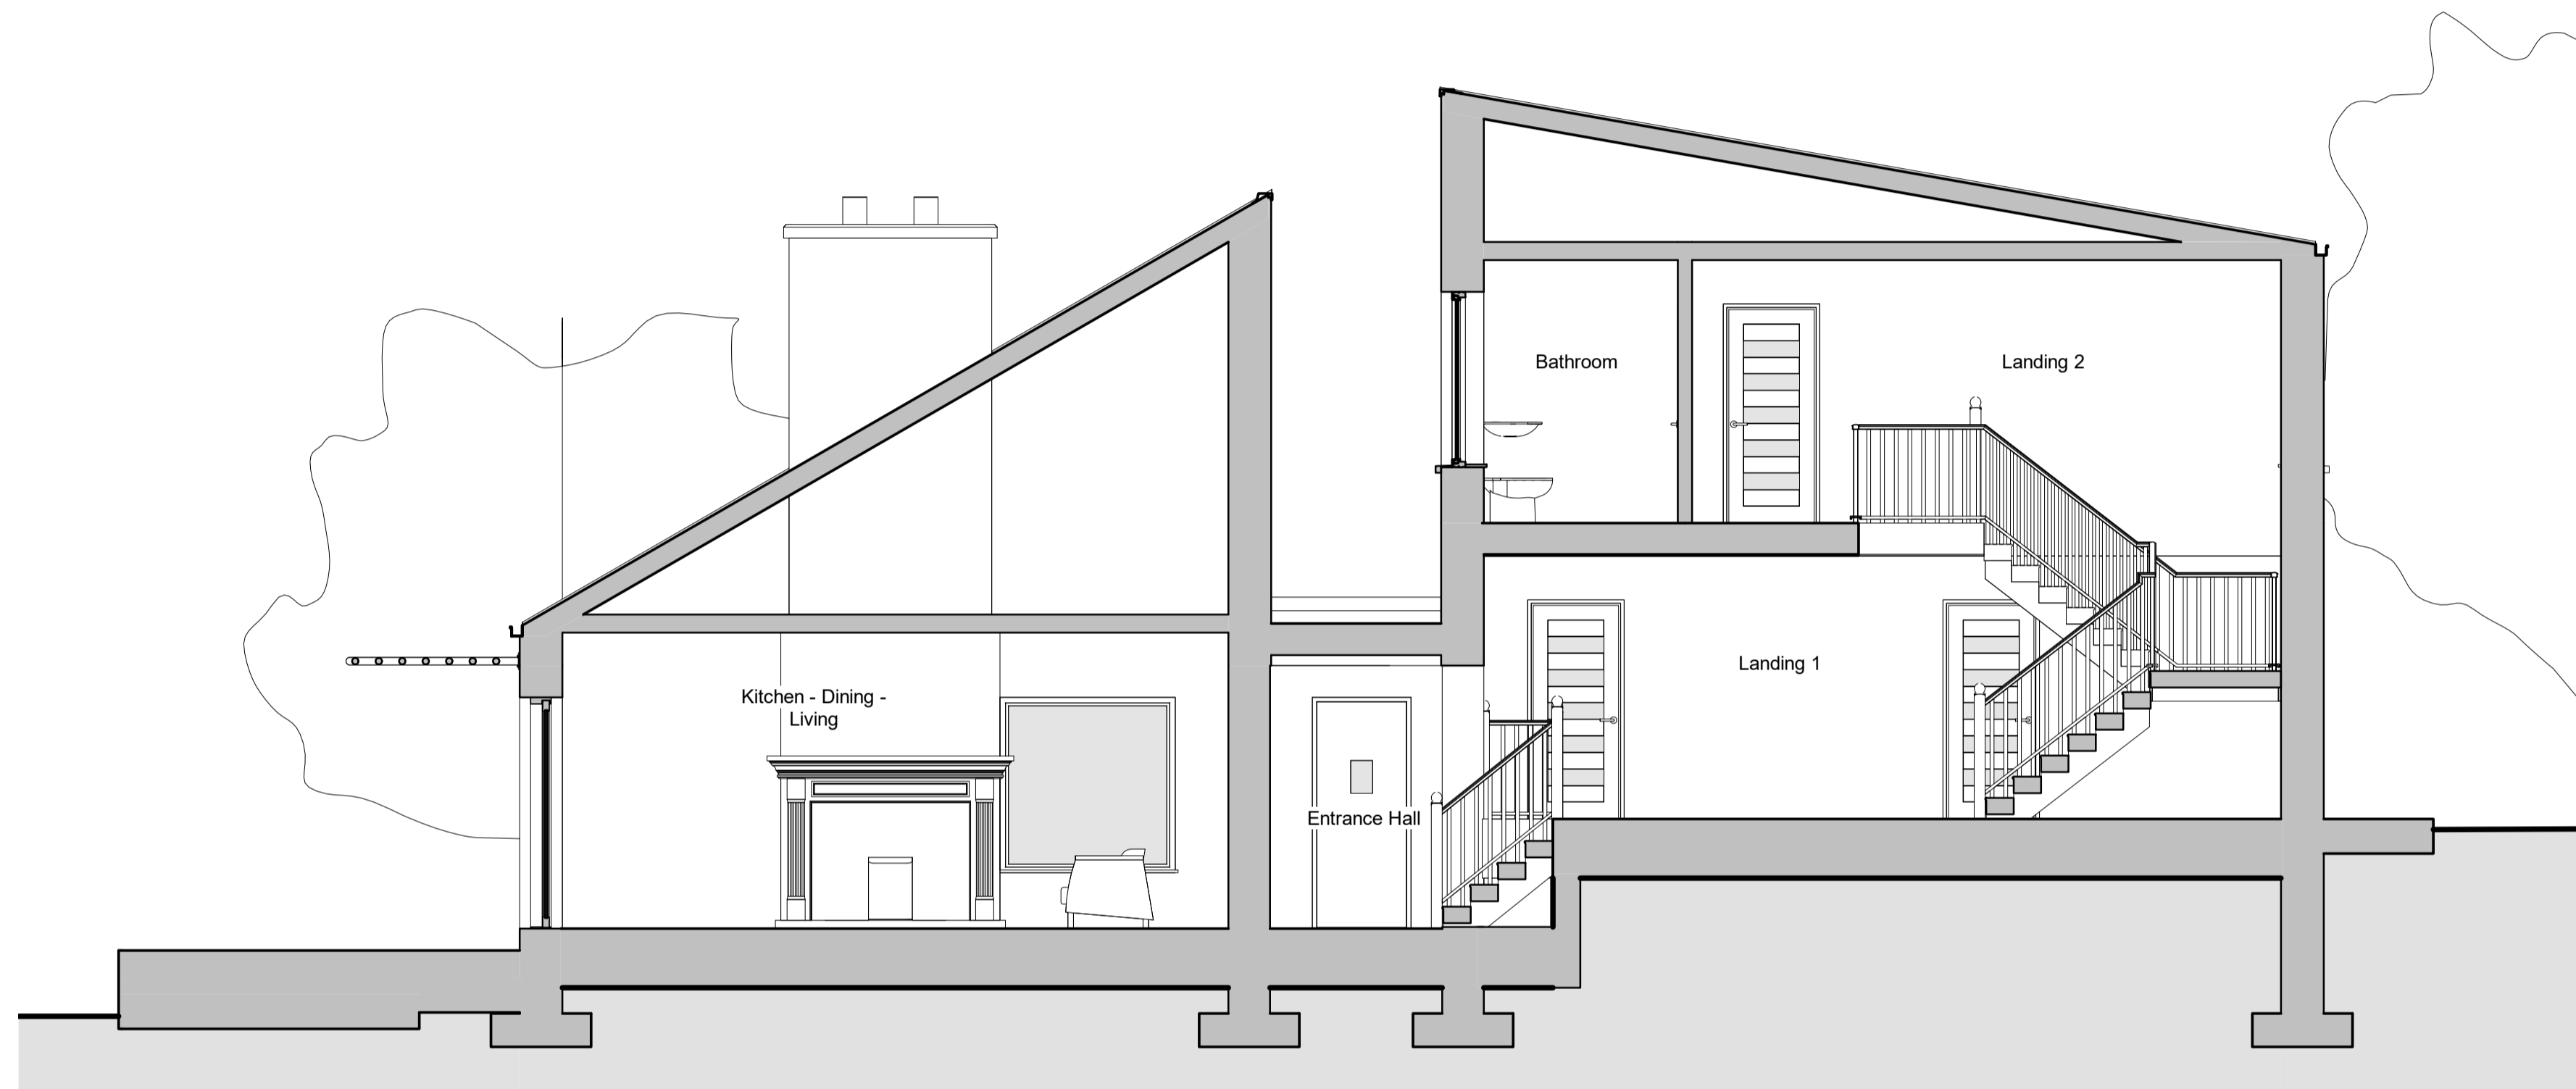 Bathroom
Landing 2
Landing 1
Kitchen - Dining -
Living
Entrance Hall